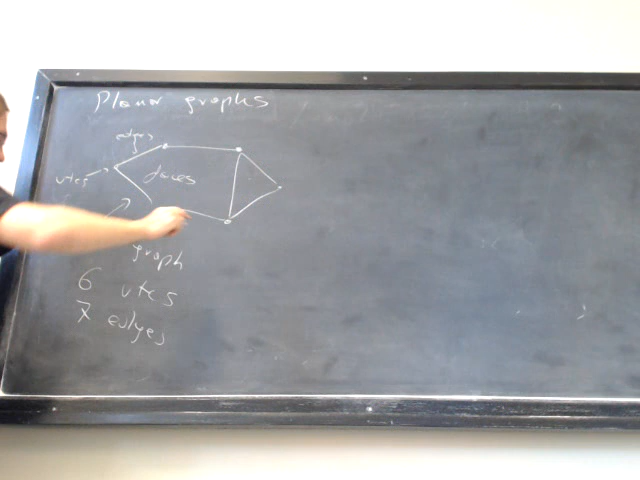 Planar graphs
edges
vtcs
faces
graph
6 vtcs
7 edges